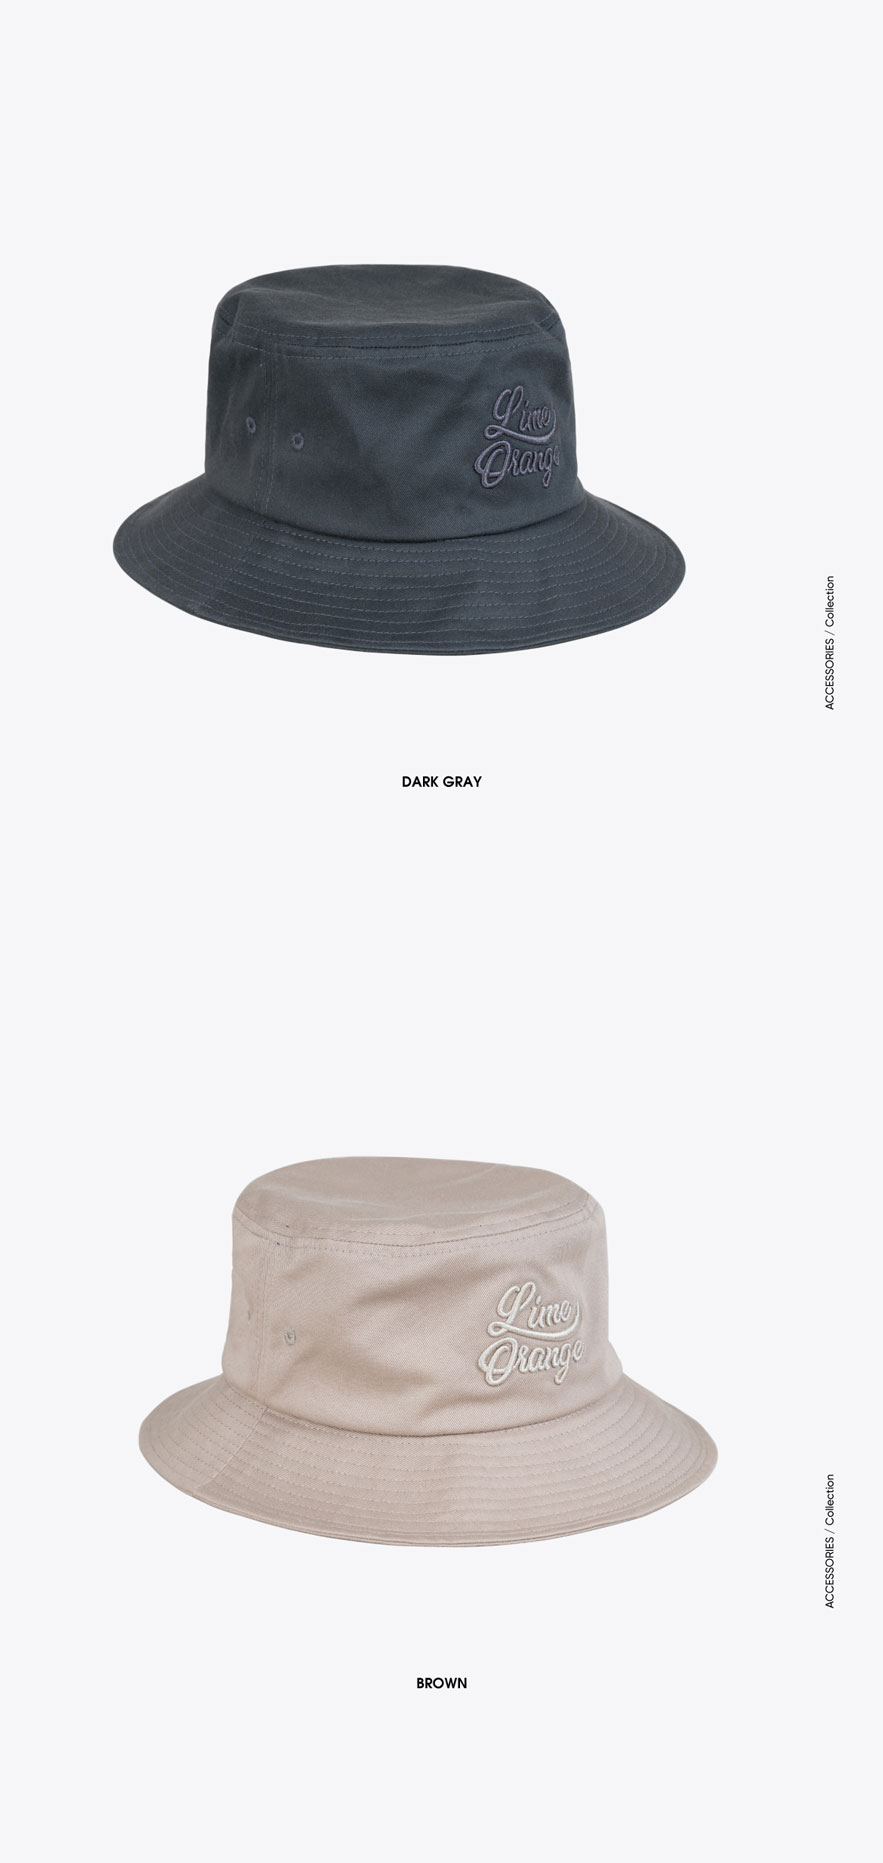 Lime
Orange
ACCESSORIES / Collection
DARK GRAY
Lime
Orange
ACCESSORIES / Collection
BROWN